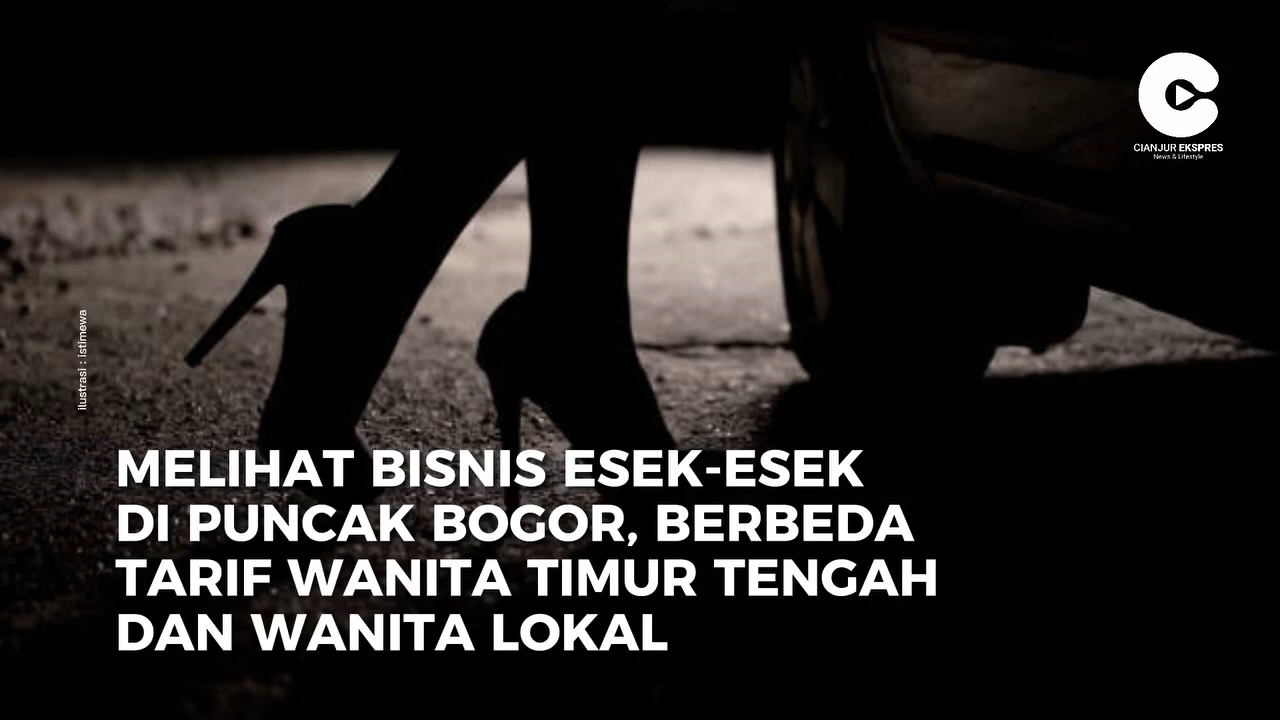 CIANJUR EKSPRES
News & Lifestyle
ilustrasi : istimewa
MELIHAT BISNIS ESEK-ESEK
DI PUNCAK BOGOR, BERBEDA
TARIF WANITA TIMUR TENGAH
DAN WANITA LOKAL